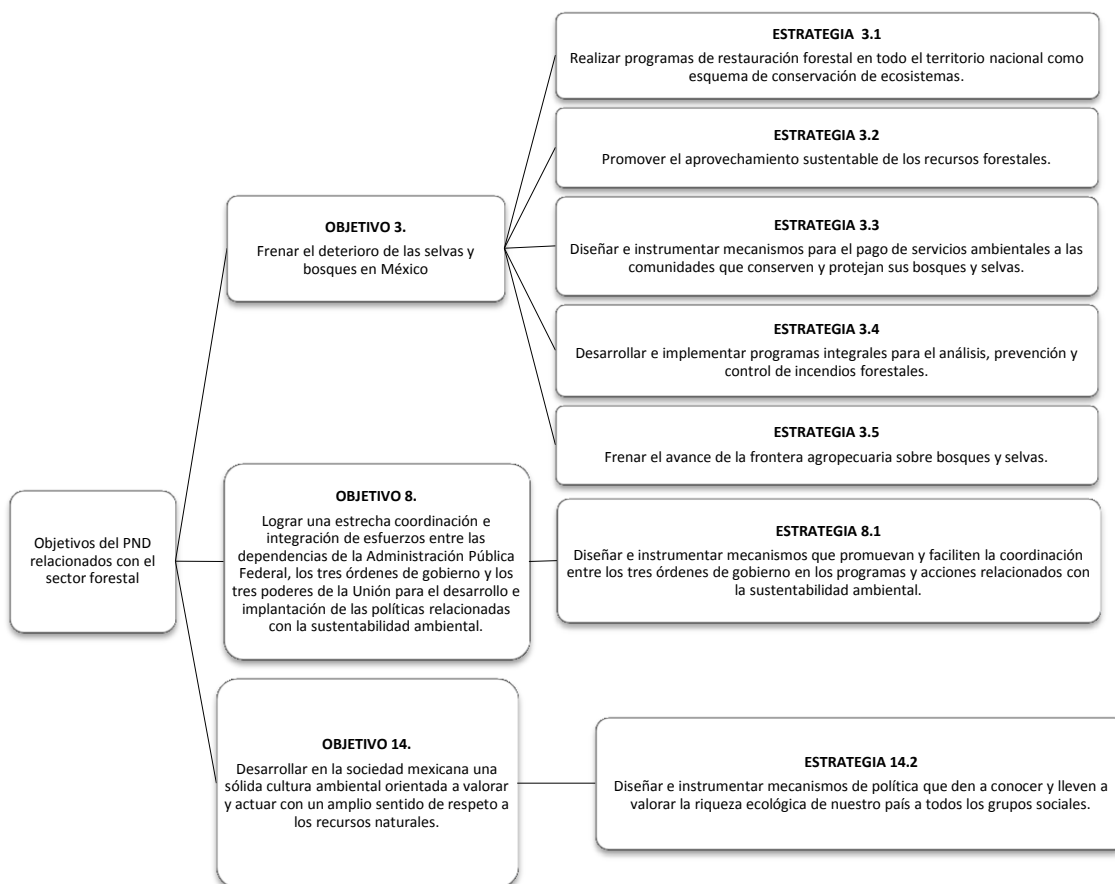 Objetivos del PND
relacionados con el
sector forestal
OBJETIVO 3.
Frenar el deterioro de las selvas y
bosques en México
ESTRATEGIA 3.1
Realizar programas de restauración forestal en todo el territorio nacional como
esquema de conservación de ecosistemas.
ESTRATEGIA 3.2
Promover el aprovechamiento sustentable de los recursos forestales.
ESTRATEGIA 3.3
Diseñar e instrumentar mecanismos para el pago de servicios ambientales a las
comunidades que conserven y protejan sus bosques y selvas.
ESTRATEGIA 3.4
Desarrollar e implementar programas integrales para el análisis, prevención y
control de incendios forestales.
ESTRATEGIA 3.5
Frenar el avance de la frontera agropecuaria sobre bosques y selvas.
OBJETIVO 8.
Lograr una estrecha coordinación e
integración de esfuerzos entre las
dependencias de la Administración Pública
Federal, los tres órdenes de gobierno y los
tres poderes de la Unión para el desarrollo e
implantación de las políticas relacionadas
con la sustentabilidad ambiental.
ESTRATEGIA 8.1
Diseñar e instrumentar mecanismos que promuevan y faciliten la coordinación
entre los tres órdenes de gobierno en los programas y acciones relacionados con
la sustentabilidad ambiental.
OBJETIVO 14.
Desarrollar en la sociedad mexicana una
sólida cultura ambiental orientada a valorar
y actuar con un amplio sentido de respeto a
los recursos naturales.
ESTRATEGIA 14.2
Diseñar e instrumentar mecanismos de política que den a conocer y lleven a
valorar la riqueza ecológica de nuestro país a todos los grupos sociales.